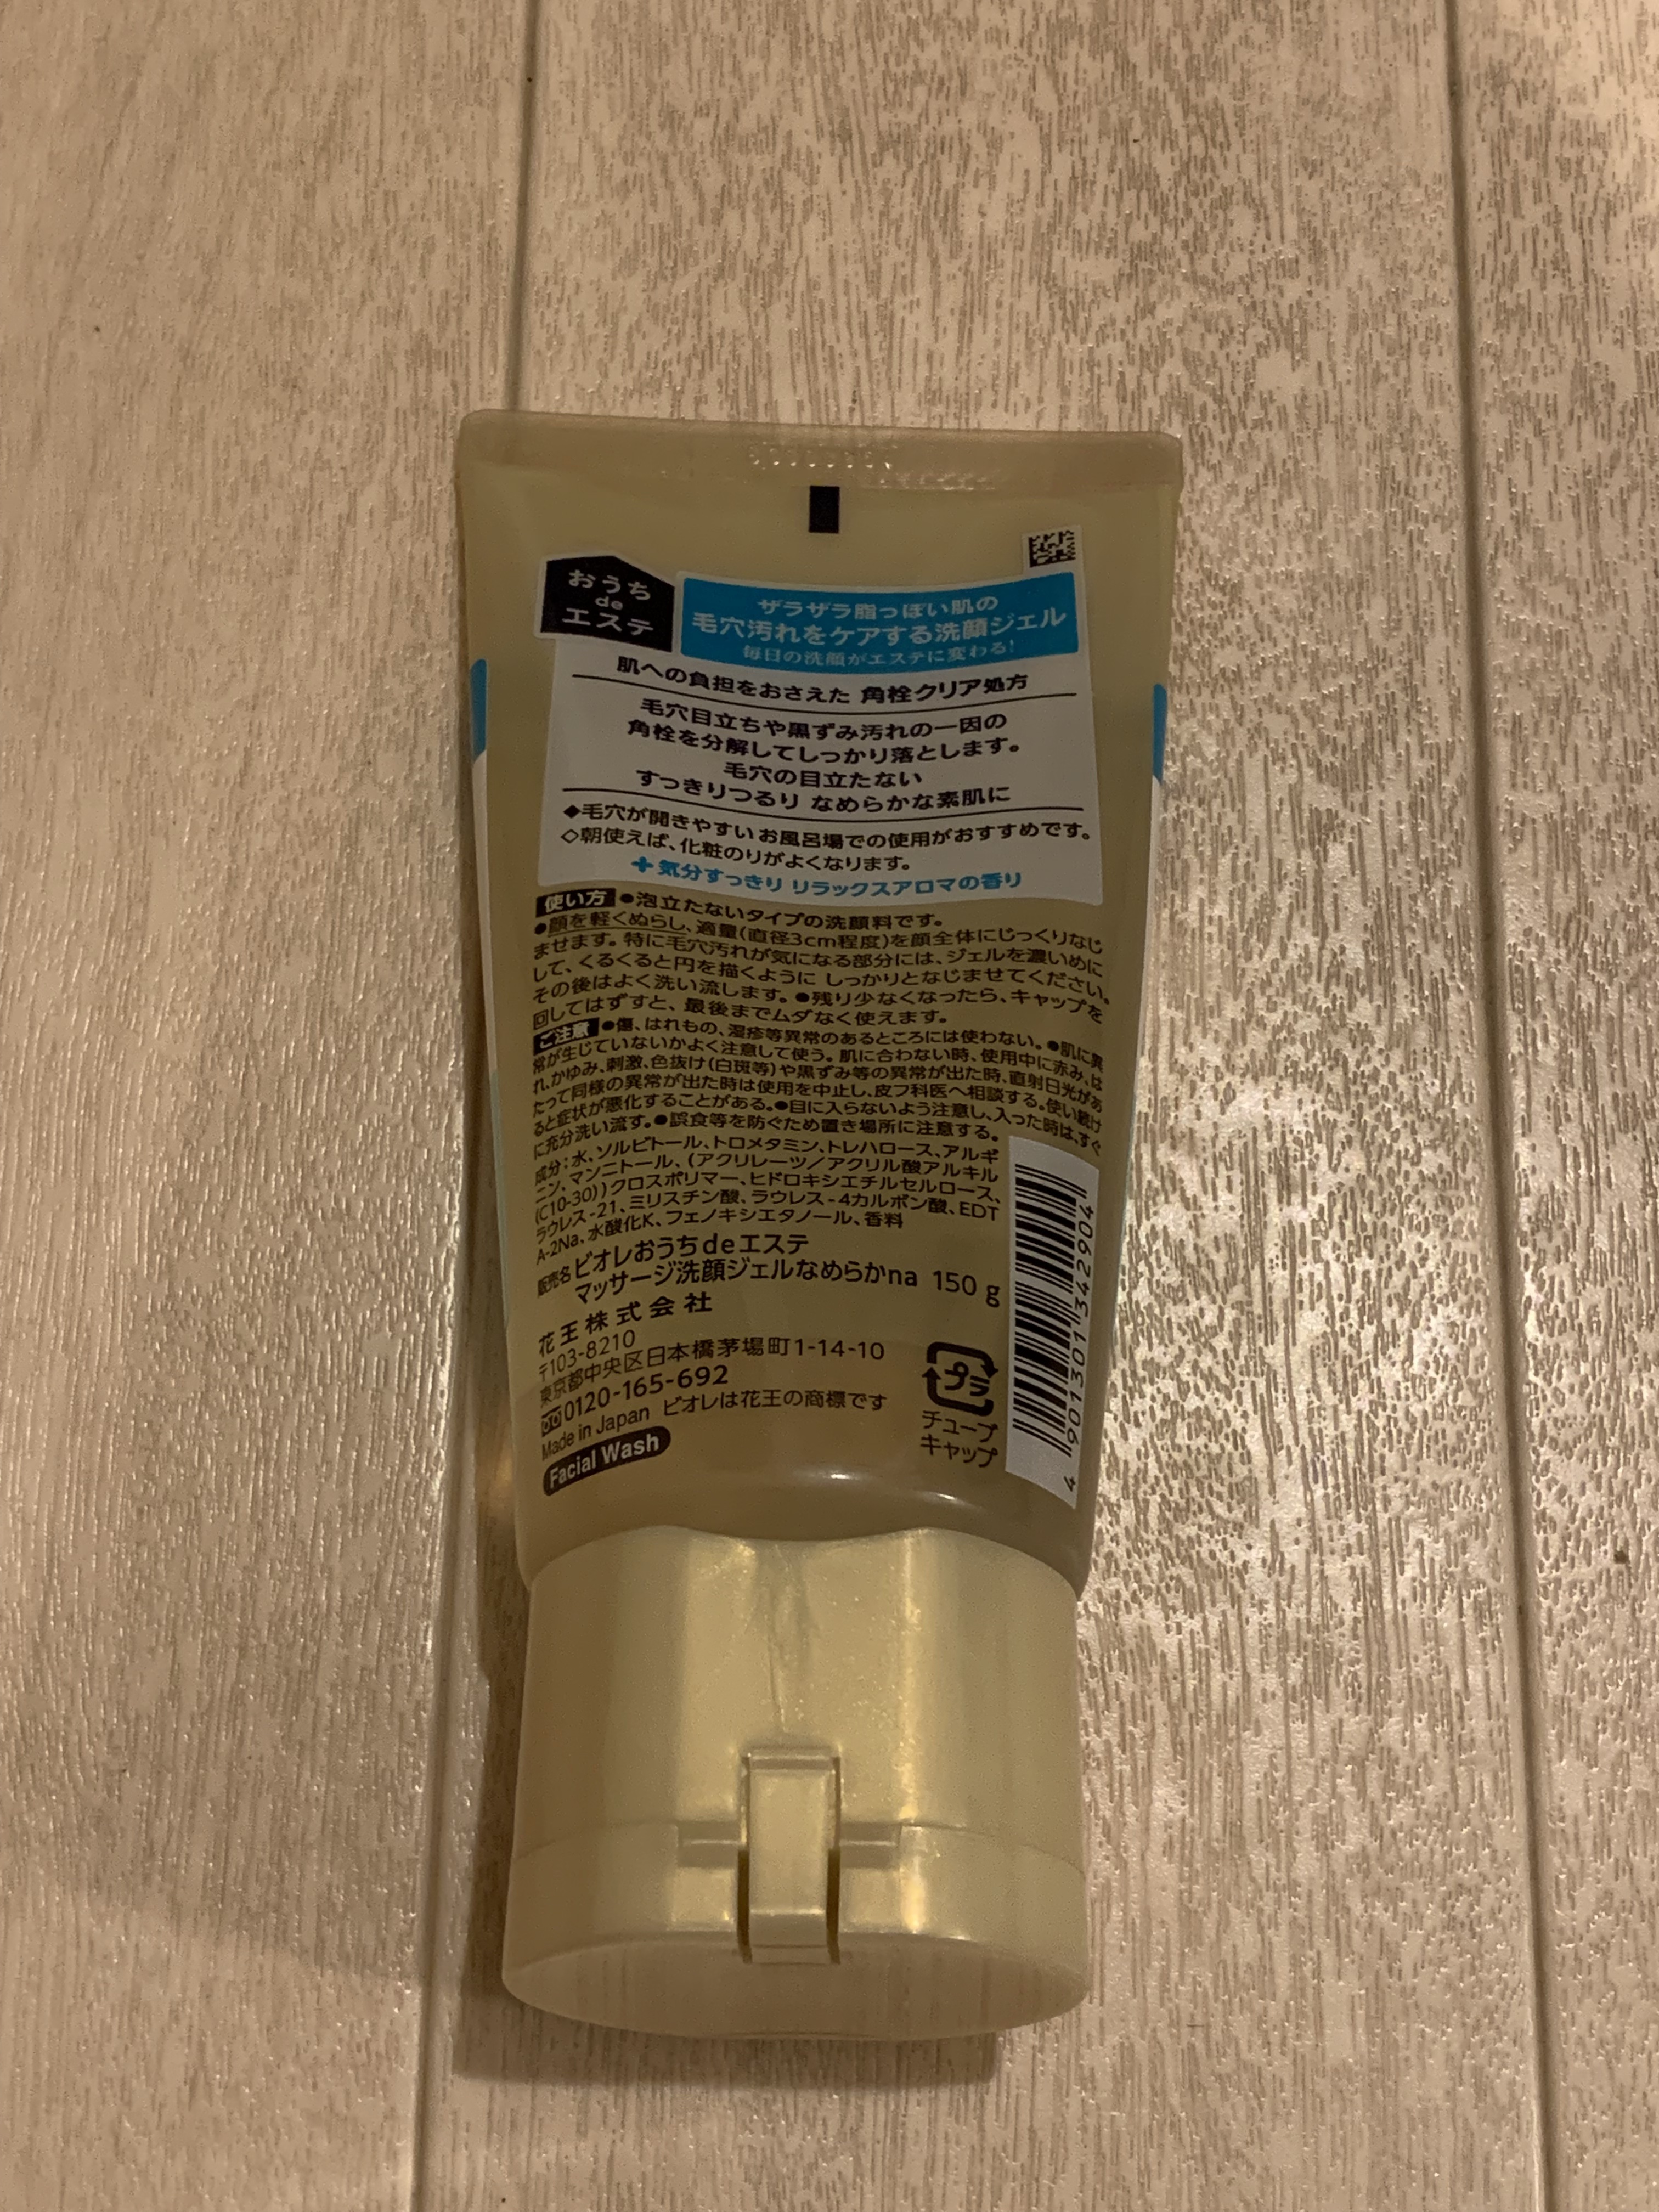 おうち
de
エステ
ザラザラ脂っぽい肌の
毛穴汚れをケアする洗顔ジェル
毎日の洗顔がエステに変わる!
肌への負担をおさえた 角栓クリア処方
毛穴目立ちや黒ずみ汚れの一因の
角栓を分解してしっかり落とします。
毛穴の目立たない
すっきりつるり なめらかな素肌に
◆毛穴が開きやすいお風呂場での使用がおすすめです。
◇朝使えば、化粧のりがよくなります。
+気分すっきり リラックスアロマの香り
使い方 ●泡立たないタイプの洗顔料です。
●顔を軽くぬらし、適量(直径3cm程度)を顔全体にじっくりなじ
ませます。特に毛穴汚れが気になる部分には、ジェルを濃いめに
して、くるくると円を描くように しっかりとなじませてください。
その後はよく洗い流します。●残り少なくなったら、キャップを
回してはずすと、最後までムダなく使えます。
ご注意 ●傷、はれもの、湿疹等異常のあるところには使わない。●肌に異
常が生じていないかよく注意して使う。肌に合わない時、使用中に赤み、は
れ、かゆみ、刺激、色抜け(白斑等)や黒ずみ等の異常が出た時、直射日光があ
たって同様の異常が出た時は使用を中止し、皮フ科医へ相談する。使い続け
ると症状が悪化することがある。●目に入らないよう注意し、入った時は、すぐ
に充分洗い流す。●誤食等を防ぐため置き場所に注意する。
成分:水、ソルビトール、トロメタミン、トレハロース、アルギ
ニン、マンニトール、(アクリレーツ/アクリル酸アルキル
(C10-30))クロスポリマー、ヒドロキシエチルセルロース、
ラウレス-21、ミリスチン酸、ラウレス-4カルボン酸、EDT
A-2Na、水酸化K、フェノキシエタノール、香料
販売名 ビオレおうちdeエステ
マッサージ洗顔ジェルなめらかna 150g
花王株式会社
〒103-8210
東京都中央区日本橋茅場町1-14-10
0120-165-692
Made in Japan ビオレは花王の商標です
Facial Wash
プラ
チューブ
キャップ
4 901301 342904